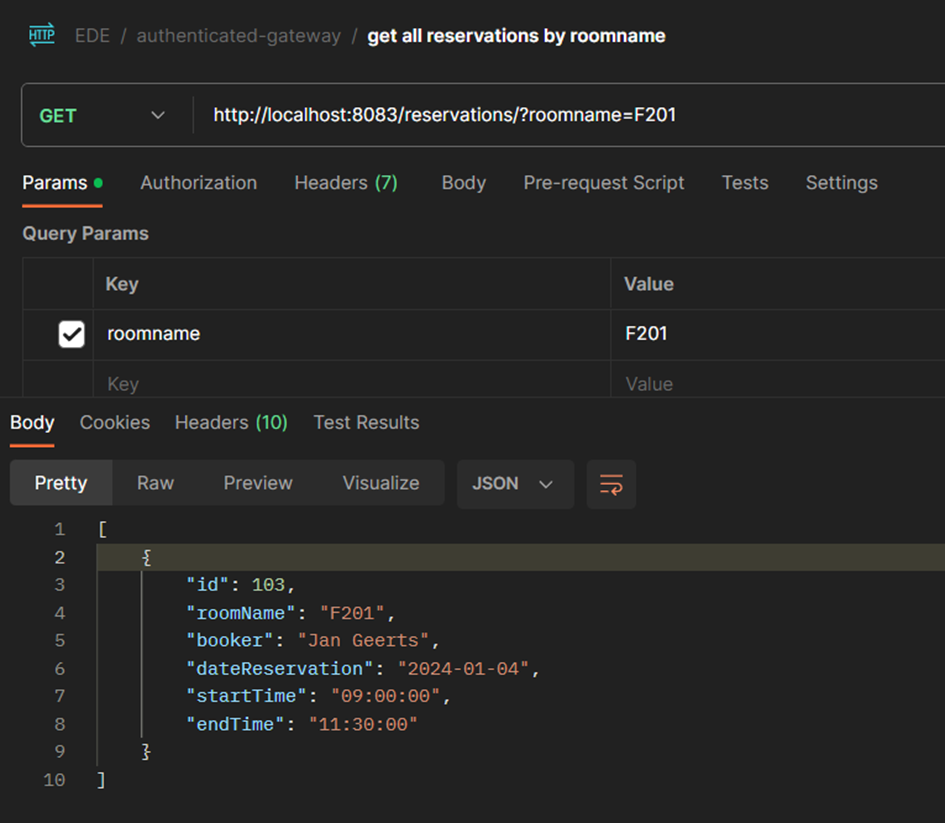 HTTP EDE / authenticated-gateway / get all reservations by roomname
GET http://localhost:8083/reservations/?roomname=F201
Params Authorization Headers (7) Body Pre-request Script Tests Settings
Query Params
Key Value
roomname F201
Key Value
Body Cookies Headers (10) Test Results
Pretty Raw Preview Visualize JSON
1 [
2 {
3 "id": 103,
4 "roomName": "F201",
5 "booker": "Jan Geerts",
6 "dateReservation": "2024-01-04",
7 "startTime": "09:00:00",
8 "endTime": "11:30:00"
9 }
10 ]